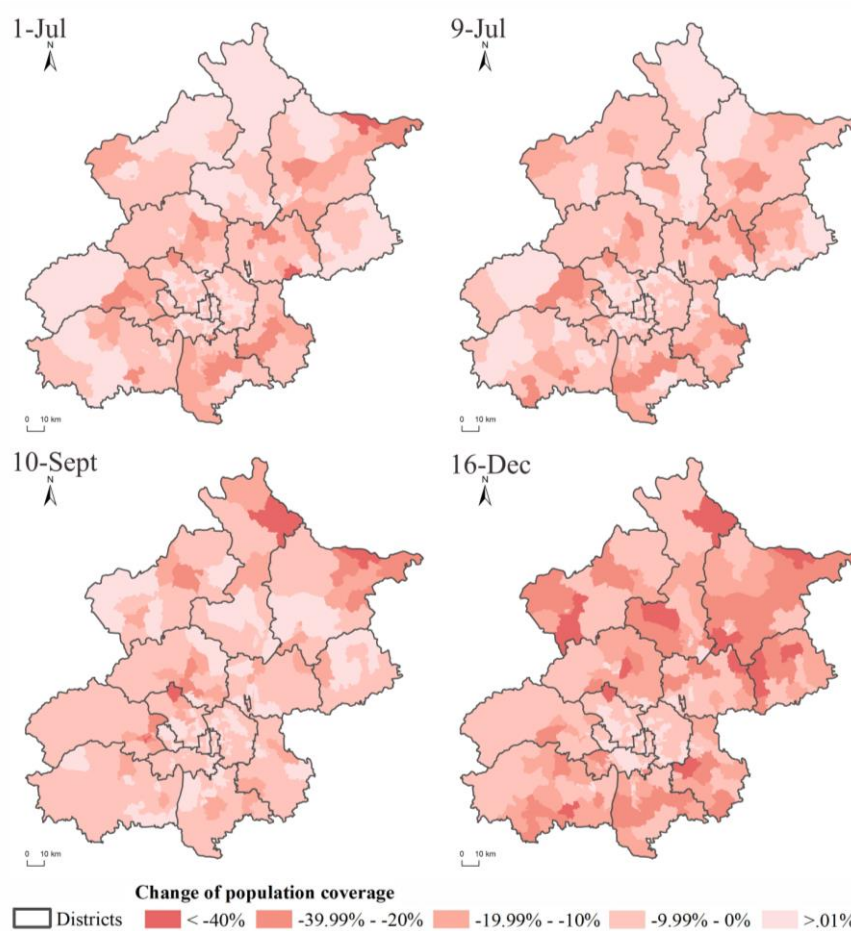 1-Jul
N
0 10 km
9-Jul
N
0 10 km
10-Sept
N
0 10 km
16-Dec
N
0 10 km
Change of population coverage
Districts < -40% -39.99% - -20% -19.99% - -10% -9.99% - 0% >.01%